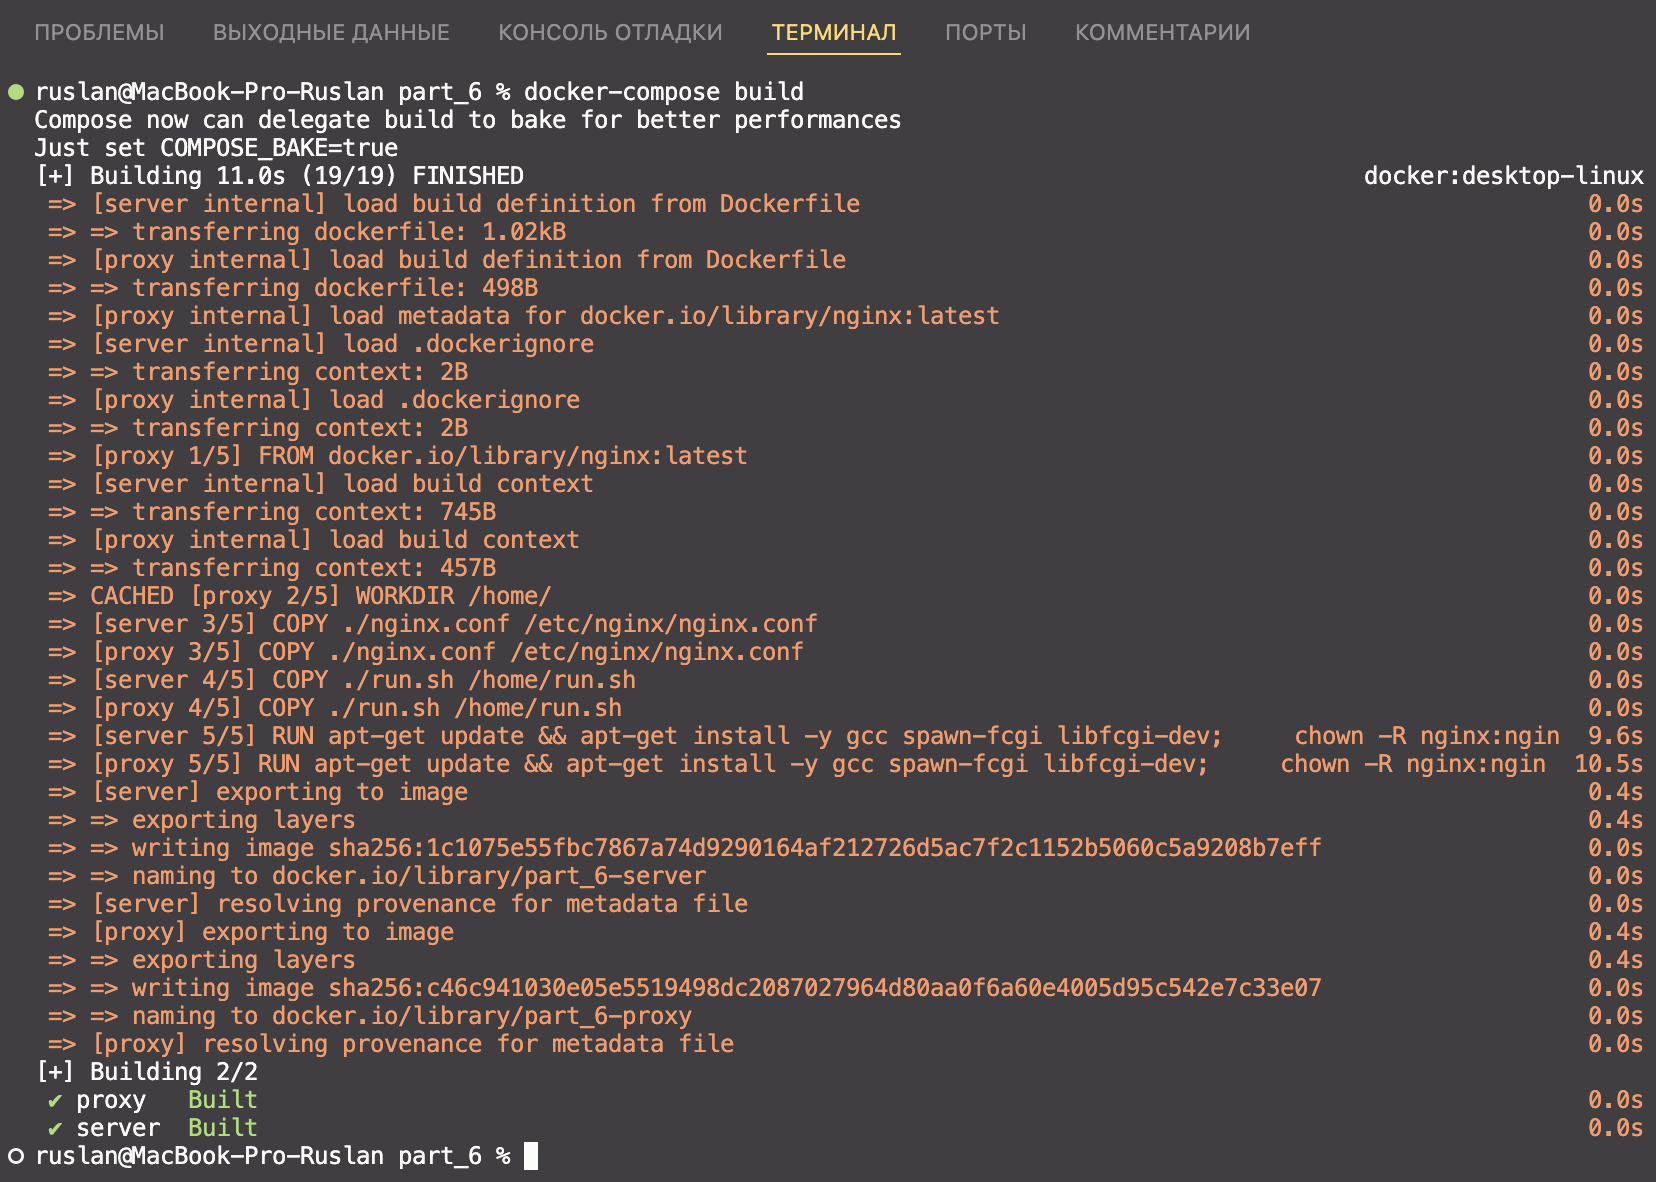 ПРОБЛЕМЫ ВЫХОДНЫЕ ДАННЫЕ КОНСОЛЬ ОТЛАДКИ ТЕРМИНАЛ ПОРТЫ КОММЕНТАРИИ
ruslan@MacBook-Pro-Ruslan part_6 % docker-compose build
Compose now can delegate build to bake for better performances
Just set COMPOSE_BAKE=true
[+] Building 11.0s (19/19) FINISHED docker:desktop-linux
=> [server internal] load build definition from Dockerfile 0.0s
=> => transferring dockerfile: 1.02kB 0.0s
=> [proxy internal] load build definition from Dockerfile 0.0s
=> => transferring dockerfile: 498B 0.0s
=> [proxy internal] load metadata for docker.io/library/nginx:latest 0.0s
=> [server internal] load .dockerignore 0.0s
=> => transferring context: 2B 0.0s
=> [proxy internal] load .dockerignore 0.0s
=> => transferring context: 2B 0.0s
=> [proxy 1/5] FROM docker.io/library/nginx:latest 0.0s
=> [server internal] load build context 0.0s
=> => transferring context: 745B 0.0s
=> [proxy internal] load build context 0.0s
=> => transferring context: 457B 0.0s
=> CACHED [proxy 2/5] WORKDIR /home/ 0.0s
=> [server 3/5] COPY ./nginx.conf /etc/nginx/nginx.conf 0.0s
=> [proxy 3/5] COPY ./nginx.conf /etc/nginx/nginx.conf 0.0s
=> [server 4/5] COPY ./run.sh /home/run.sh 0.0s
=> [proxy 4/5] COPY ./run.sh /home/run.sh 0.0s
=> [server 5/5] RUN apt-get update && apt-get install -y gcc spawn-fcgi libfcgi-dev; chown -R nginx:ngin 9.6s
=> [proxy 5/5] RUN apt-get update && apt-get install -y gcc spawn-fcgi libfcgi-dev; chown -R nginx:ngin 10.5s
=> [server] exporting to image 0.4s
=> => exporting layers 0.4s
=> => writing image sha256:1c1075e55fbc7867a74d9290164af212726d5ac7f2c1152b5060c5a9208b7eff 0.0s
=> => naming to docker.io/library/part_6-server 0.0s
=> [server] resolving provenance for metadata file 0.0s
=> [proxy] exporting to image 0.4s
=> => exporting layers 0.4s
=> => writing image sha256:c46c941030e05e5519498dc2087027964d80aa0f6a60e4005d95c542e7c33e07 0.0s
=> => naming to docker.io/library/part_6-proxy 0.0s
=> [proxy] resolving provenance for metadata file 0.0s
[+] Building 2/2
✔ proxy Built 0.0s
✔ server Built 0.0s
ruslan@MacBook-Pro-Ruslan part_6 %